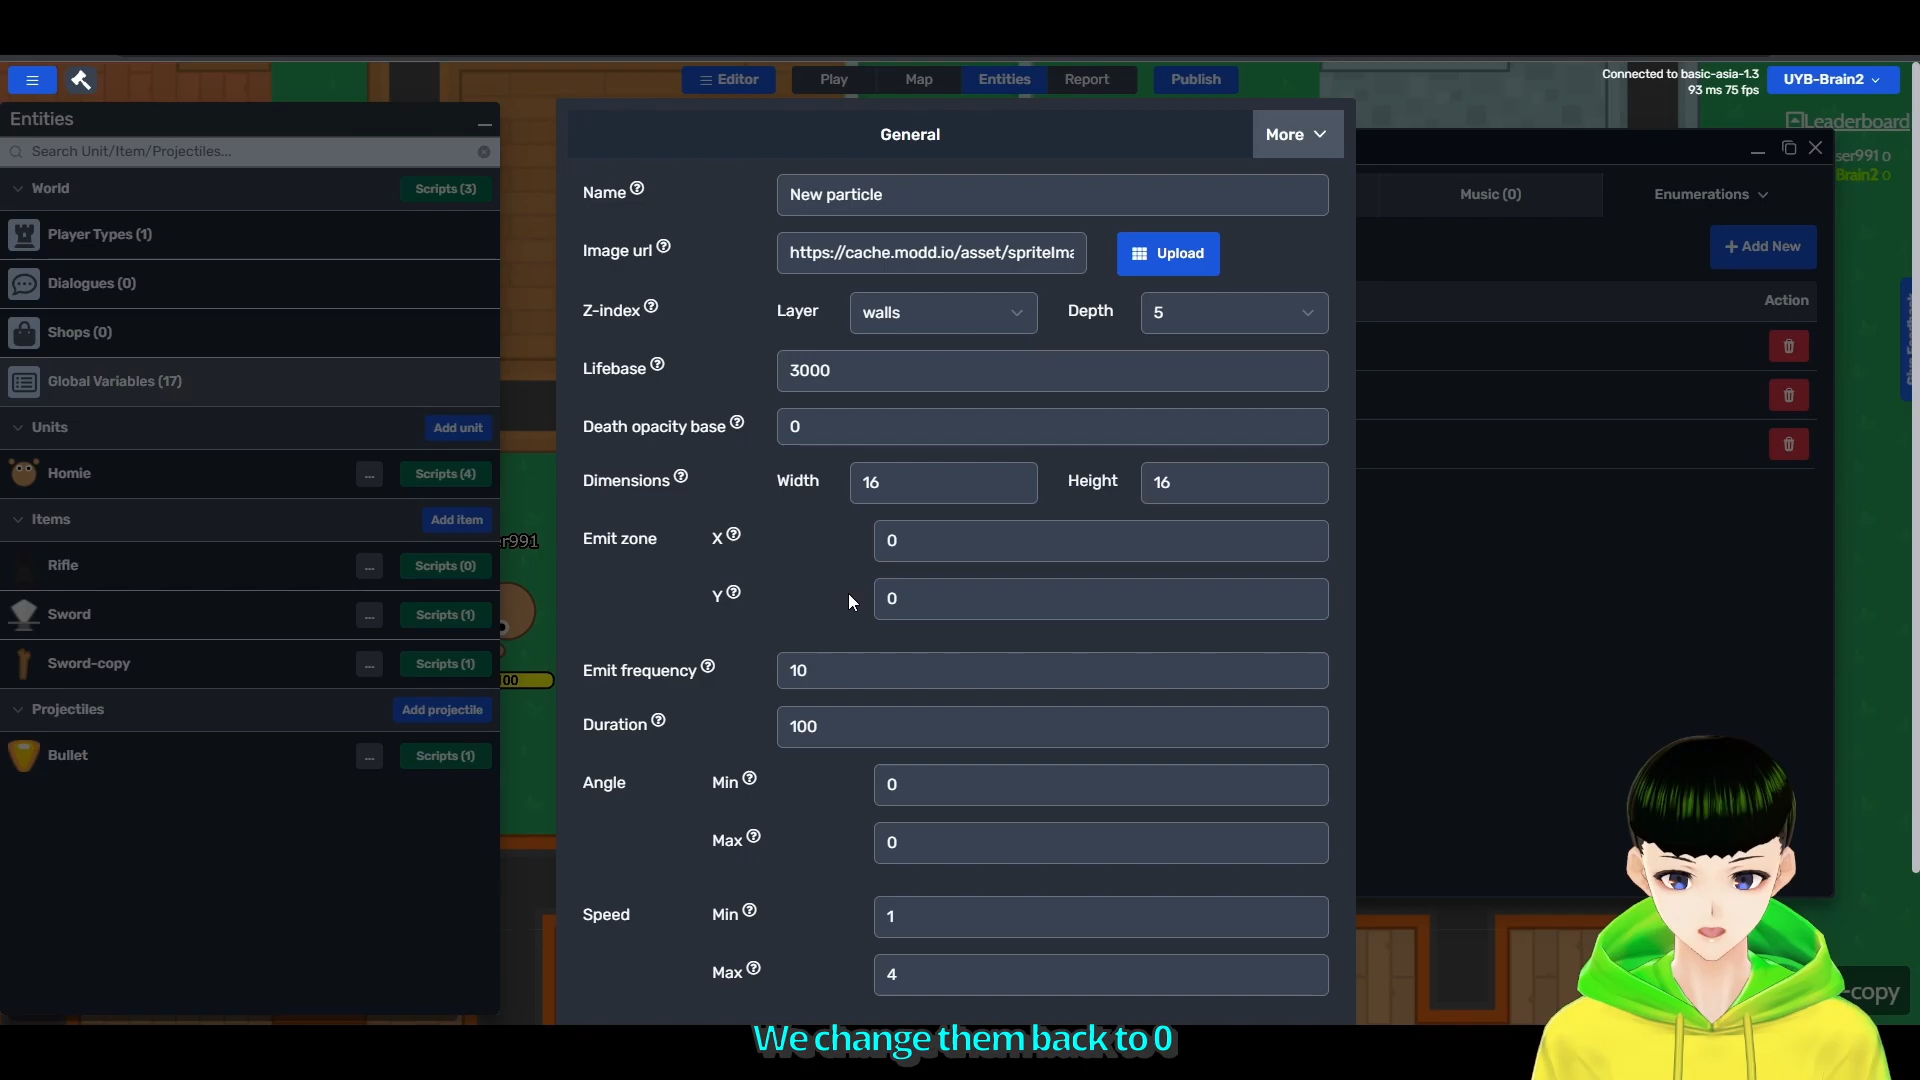 Editor
Play
Map
Entities
Report
Publish
Connected to basic-asia-1.3
93 ms 75 fps
UYB-Brain2
Leaderboard
ser991 0
Brain2 0
Entities
Search Unit/Item/Projectiles...
World
Scripts (3)
Player Types (1)
Dialogues (0)
Shops (0)
Global Variables (17)
Units
Add unit
Homie
...
Scripts (4)
Items
Add item
Rifle
...
Scripts (0)
Sword
...
Scripts (1)
Sword-copy
...
Scripts (1)
Projectiles
Add projectile
Bullet
...
Scripts (1)
r991
00
General
More
Name
New particle
Image url
https://cache.modd.io/asset/spriteIma
Upload
Z-index
Layer
walls
Depth
5
Lifebase
3000
Death opacity base
0
Dimensions
Width
16
Height
16
Emit zone
X
0
Y
0
Emit frequency
10
Duration
100
Angle
Min
0
Max
0
Speed
Min
1
Max
4
Music (0)
Enumerations
Add New
Action
-copy
We change them back to 0